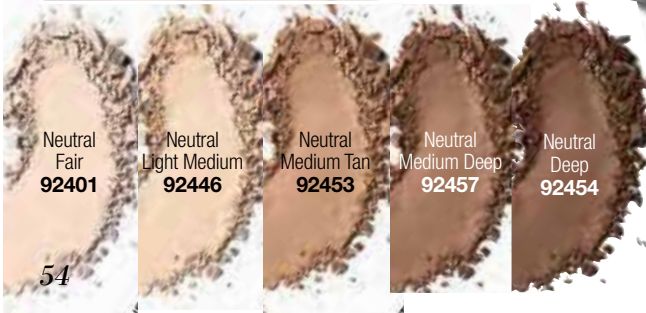 Neutral
Fair
92401
Neutral
Light Medium
92446
Neutral
Medium Tan
92453
Neutral
Medium Deep
92457
Neutral
Deep
92454
54